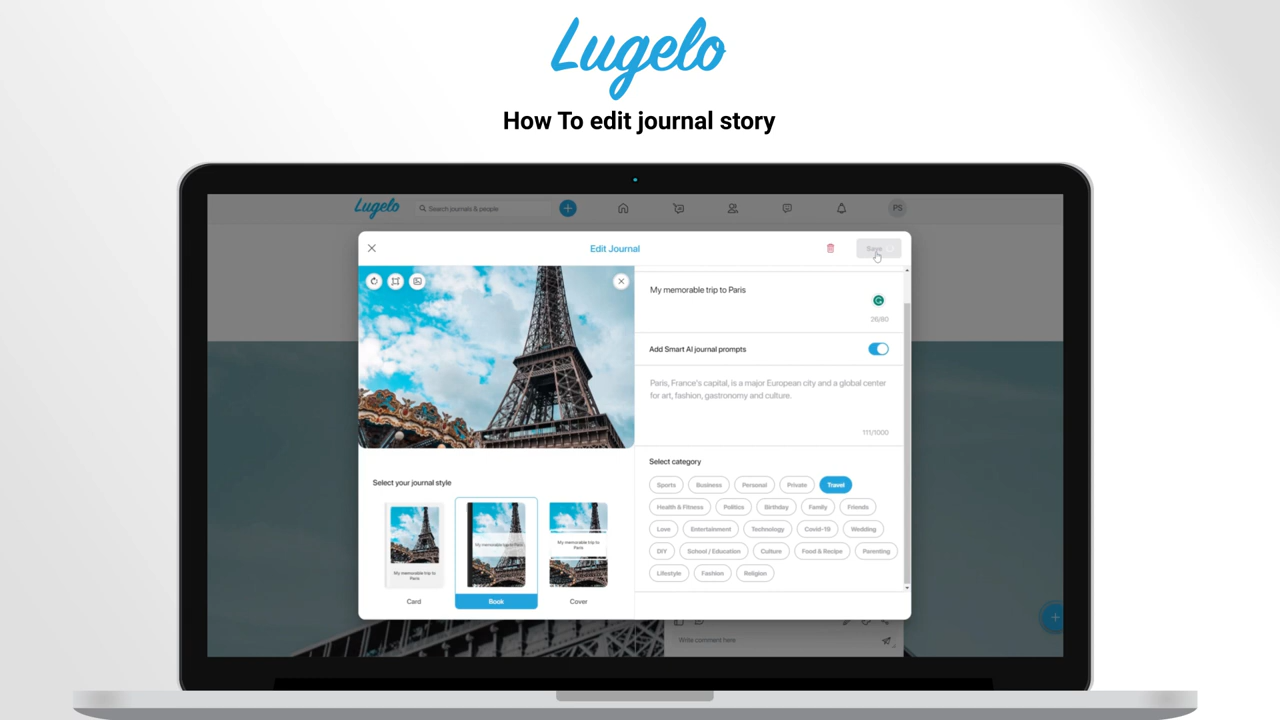 Lugelo
How To edit journal story
Lugelo
Search journals & people
PS
Edit Journal
Save
My memorable trip to Paris
26/80
Add Smart AI journal prompts
Paris, France's capital, is a major European city and a global center
for art, fashion, gastronomy and culture.
111/1000
Select your journal style
My memorable trip to
Paris
Card
My memorable trip to Paris
Book
My memorable trip to
Paris
Cover
Select category
Sports Business Personal Private Travel
Health & Fitness Politics Birthday Family Friends
Love Entertainment Technology Covid-19 Wedding
DIY School / Education Culture Food & Recipe Parenting
Lifestyle Fashion Religion
Write comment here